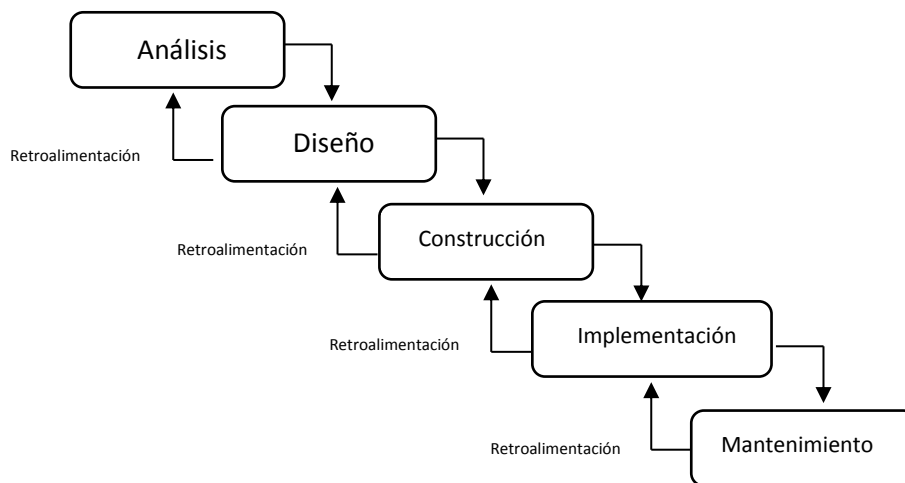 Análisis
Diseño
Retroalimentación
Construcción
Retroalimentación
Implementación
Retroalimentación
Mantenimiento
Retroalimentación